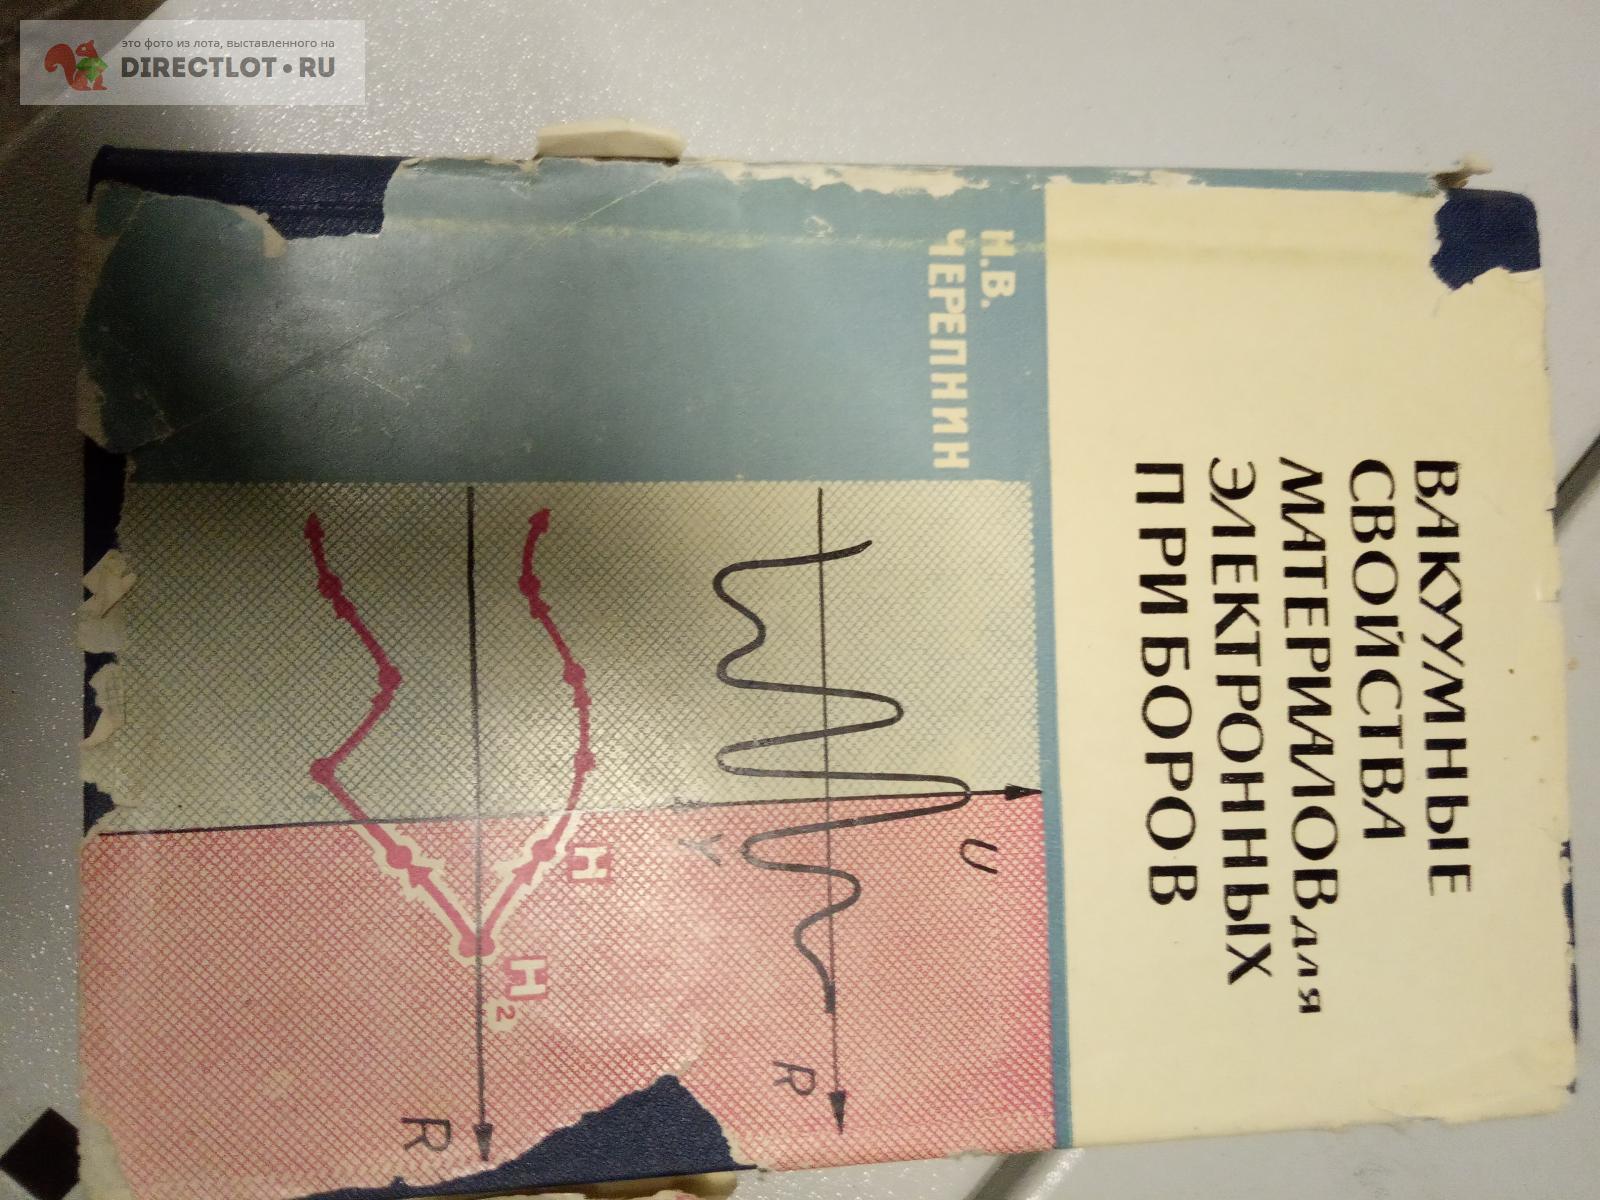 это фото из лота, выставленного на
DIRECTLOT.RU
ВАКУУМНЫЕ
СВОЙСТВА
МАТЕРИАЛОВ для
ЭЛЕКТРОННЫХ
ПРИБОРОВ
Н.В.
ЧЕРЕПНИН
U
R
H
H₂
R